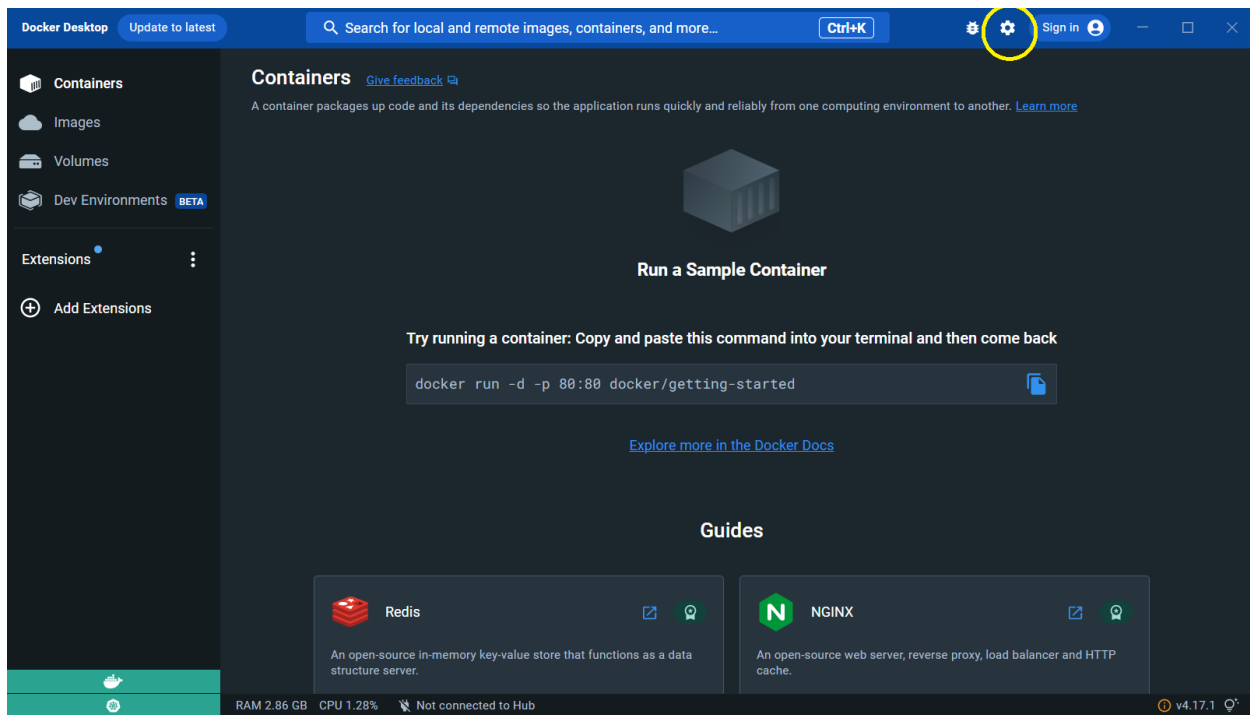 Docker Desktop Update to latest Search for local and remote images, containers, and more... Ctrl+K Sign in
Containers
Images
Volumes
Dev Environments BETA
Extensions
Add Extensions
Containers Give feedback
A container packages up code and its dependencies so the application runs quickly and reliably from one computing environment to another. Learn more
Run a Sample Container
Try running a container: Copy and paste this command into your terminal and then come back
docker run -d -p 80:80 docker/getting-started
Explore more in the Docker Docs
Guides
Redis
An open-source in-memory key-value store that functions as a data
structure server.
N NGINX
An open-source web server, reverse proxy, load balancer and HTTP
cache.
RAM 2.86 GB CPU 1.28% Not connected to Hub v4.17.1